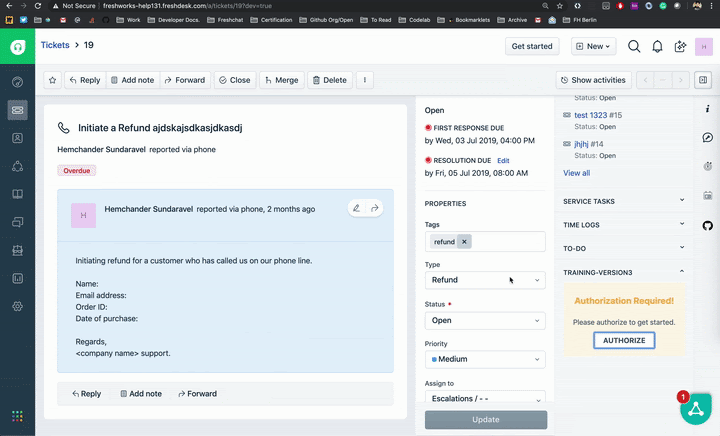 Not Secure | freshworks-help131.freshdesk.com/a/tickets/19?dev=true
Apps
Work
Developer Docs.
Freshchat
Certification
Github Org/Open
To Read
Codelab
Bookmarklets
Archive
FH Berlin
Tickets > 19
Get started
New
H
Reply
Add note
Forward
Close
Merge
Delete
Show activities
Initiate a Refund ajdskajsdkasjdkasdj
Hemchander Sundaravel reported via phone
Overdue
H
Hemchander Sundaravel reported via phone, 2 months ago
Initiating refund for a customer who has called us on our phone line.
Name:
Email address:
Order ID:
Date of purchase:
Regards,
<company name> support.
Reply
Add note
Forward
Open
FIRST RESPONSE DUE
by Wed, 03 Jul 2019, 04:00 PM
RESOLUTION DUE Edit
by Fri, 05 Jul 2019, 08:00 AM
PROPERTIES
Tags
refund ×
Type
Refund
Status *
Open
Priority
Medium
Assign to
Escalations / - -
Update
Status: Open
test 1323 #15
Status: Open
jhjhj #14
Status: Open
View all
SERVICE TASKS
TIME LOGS
TO-DO
TRAINING-VERSION3
Authorization Required!
Please authorize to get started.
AUTHORIZE
1